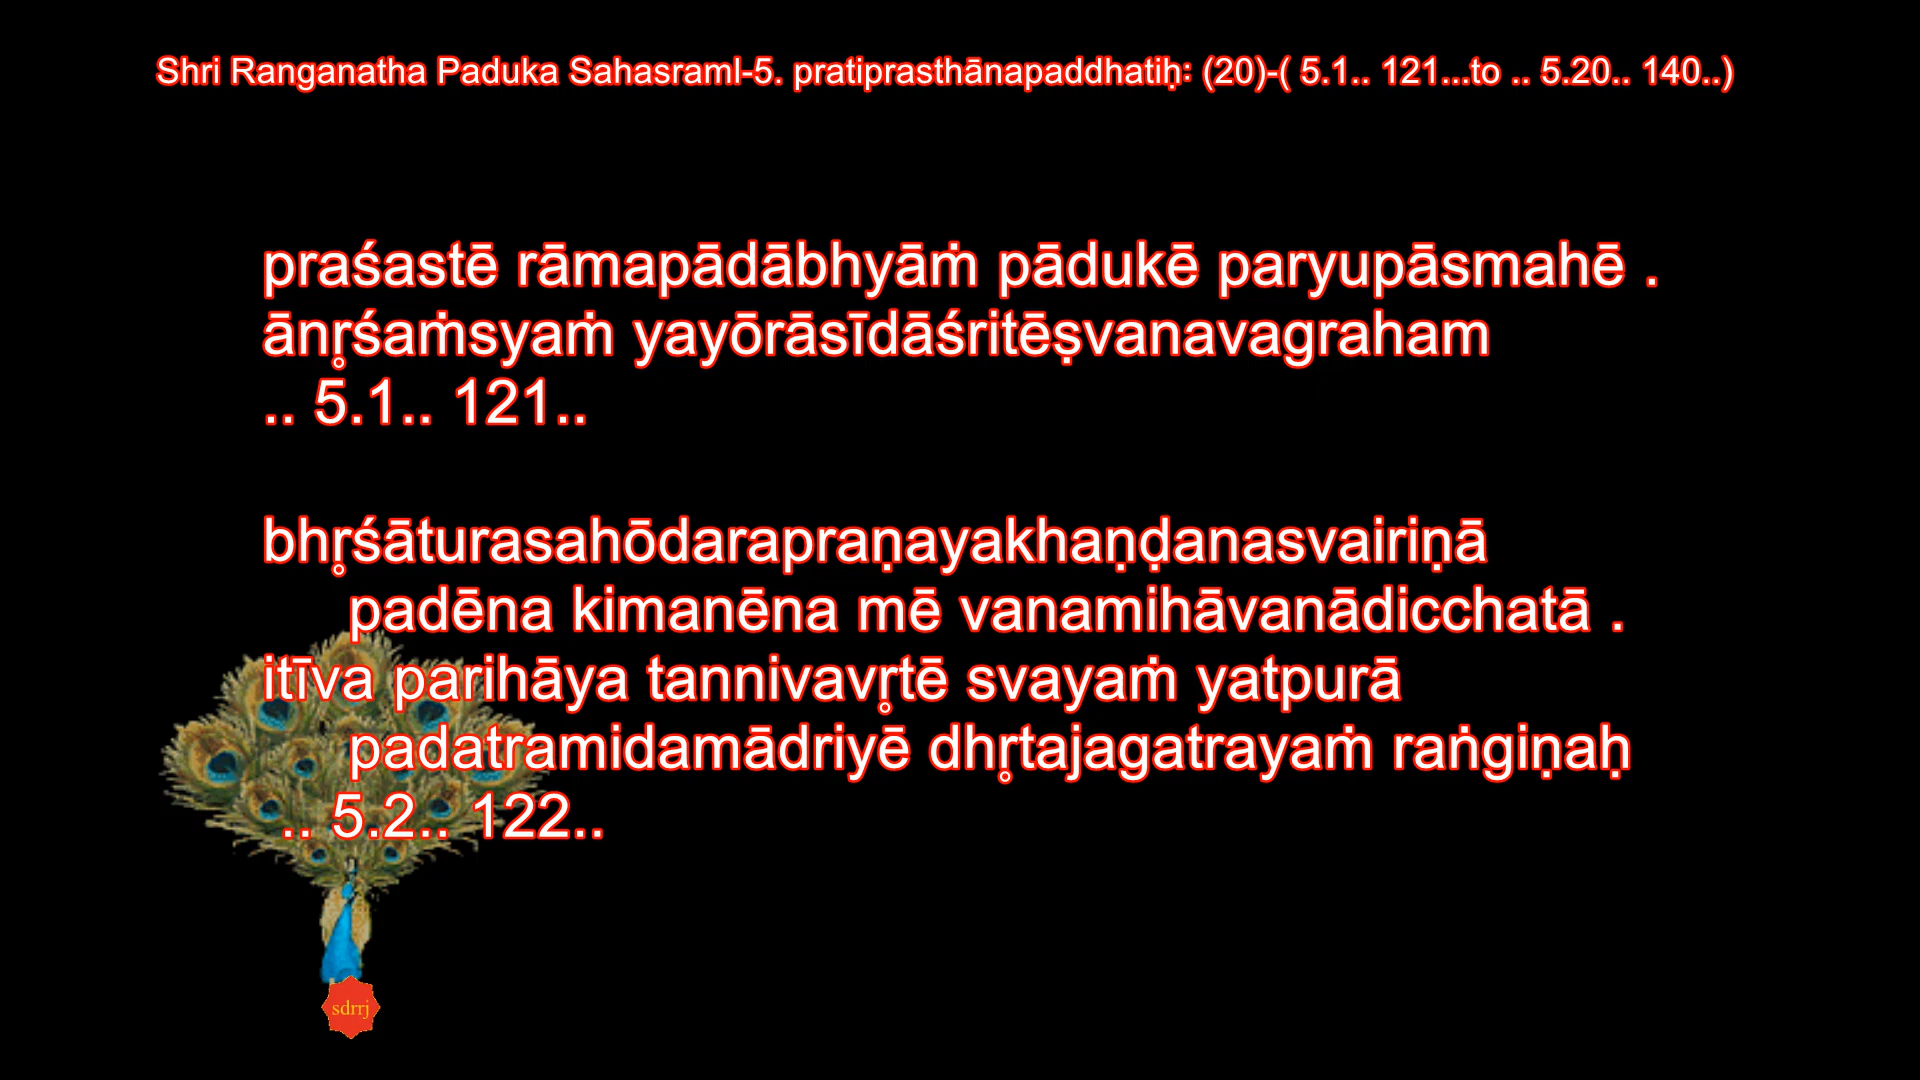 Shri Ranganatha Paduka Sahasraml-5. pratiprasthānapaddhatiḥ: (20)-( 5.1.. 121...to .. 5.20.. 140..)
praśastē rāmapādābhyāṁ pādukē paryupāsmahē .
ānr̥śaṁsyaṁ yayōrāsīdāśritēṣvanavagraham
.. 5.1.. 121..
bhr̥śāturasahōdarapraṇayakhaṇḍanasvairiṇā
padēna kimanēna mē vanamihāvanādicchatā .
itīva parihāya tannivavr̥tē svayaṁ yatpurā
padatramidamādriyē dhr̥tajagatrayaṁ raṅgiṇaḥ
.. 5.2.. 122..
sdrrj